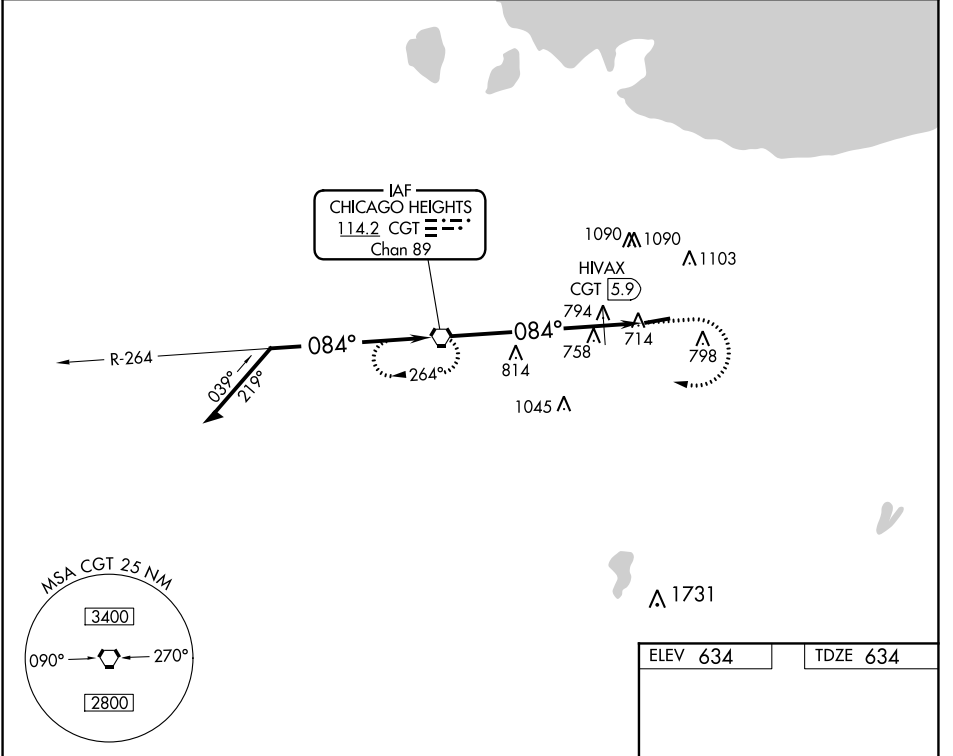 IAF
CHICAGO HEIGHTS
114.2 CGT
Chan 89
1090 1090
1103
HIVAX
CGT 5.9
794
R-264
084°
084°
758
714
798
264°
814
039°
219°
1045
MSA CGT 25 NM
3400
090° 270°
2800
1731
ELEV 634 TDZE 634